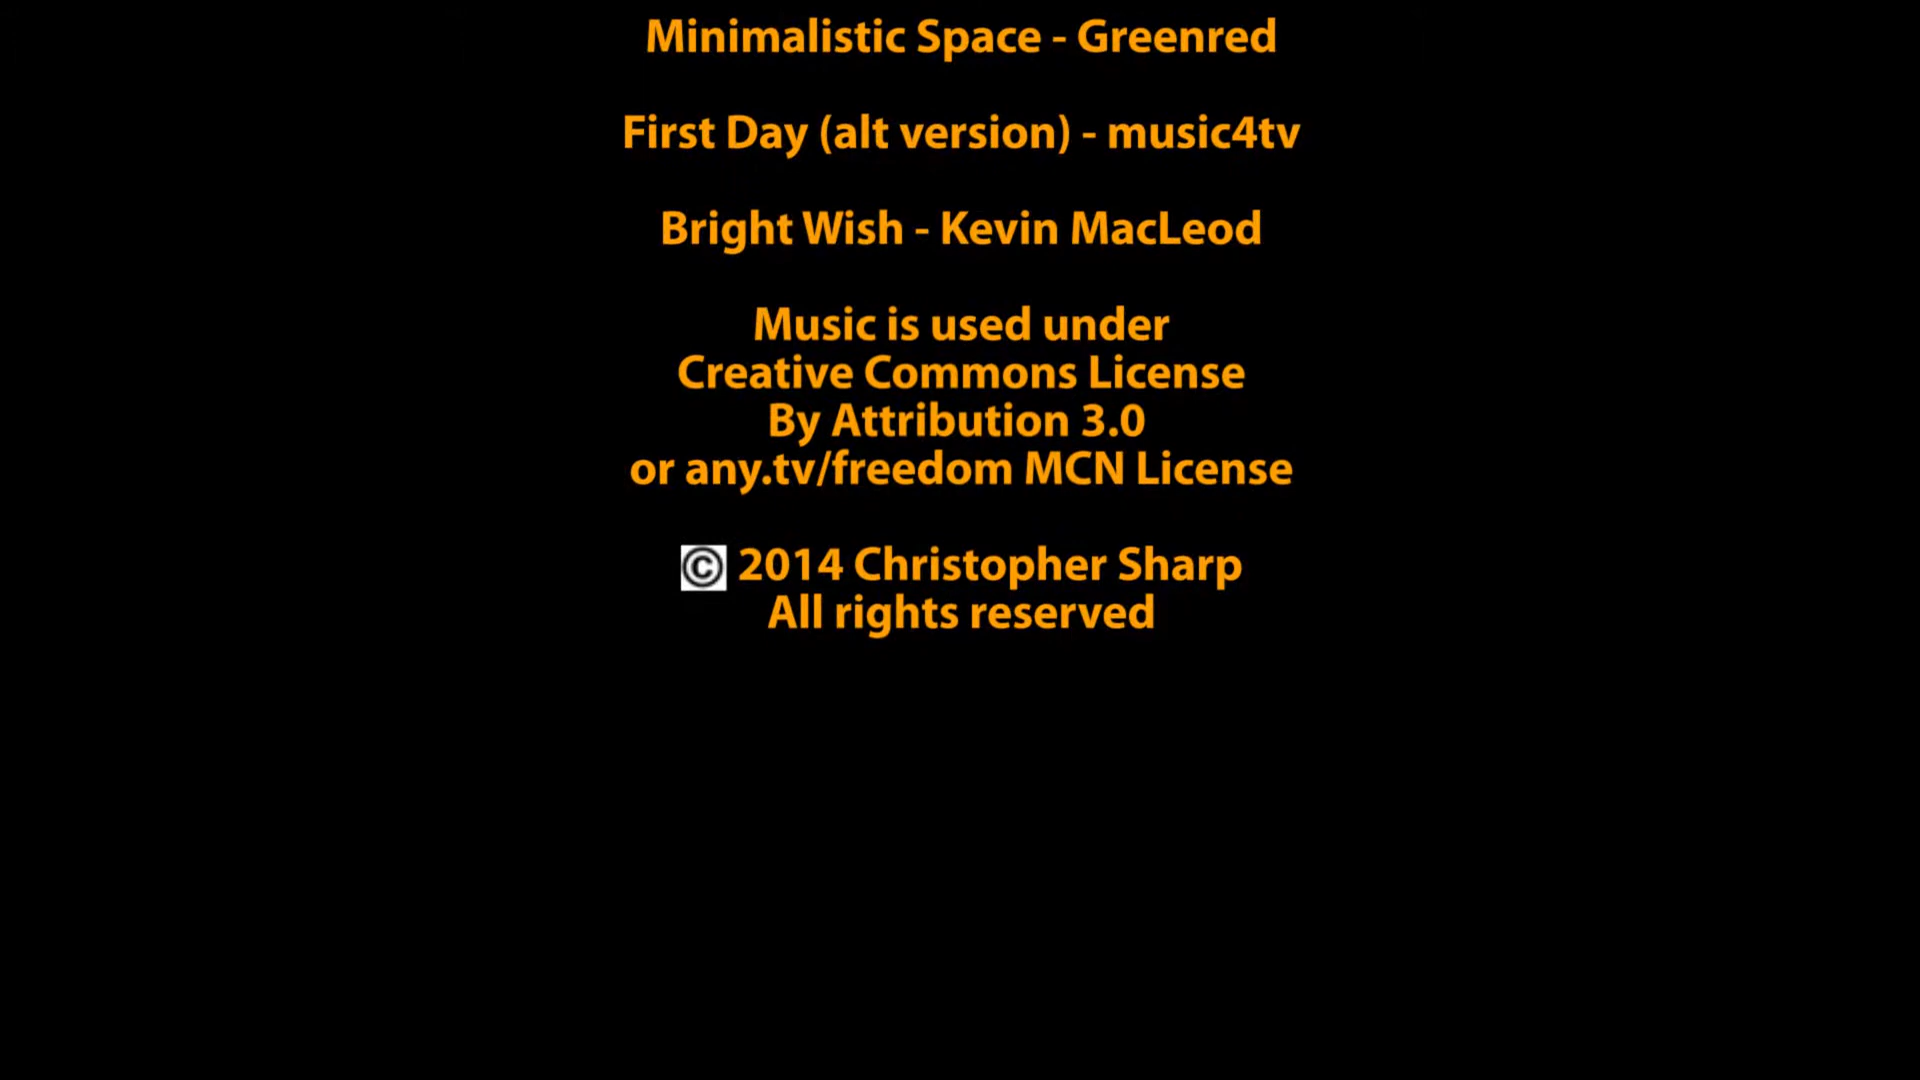 Minimalistic Space - Greenred
First Day (alt version) - music4tv
Bright Wish - Kevin MacLeod
Music is used under
Creative Commons License
By Attribution 3.0
or any.tv/freedom MCN License
© 2014 Christopher Sharp
All rights reserved